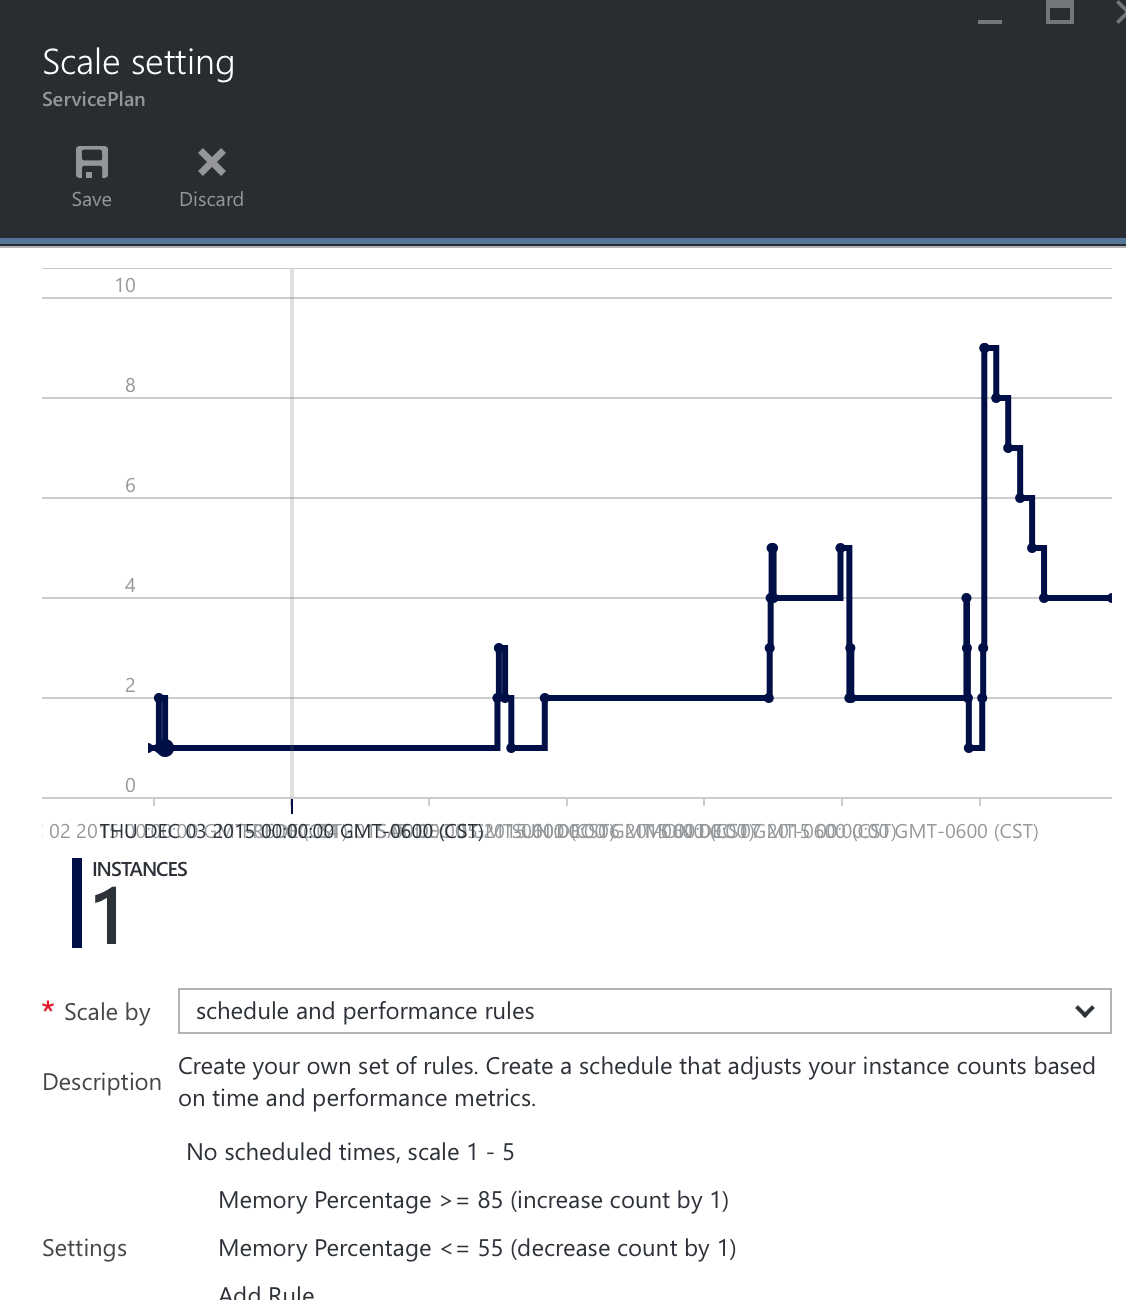 Scale setting
ServicePlan
Save
Discard
10
8
6
4
2
0
02 201
THU DEC 03 2015 00:00:00 GMT-0600 (CST)
GMT-0600 (CST)
INSTANCES
1
* Scale by
schedule and performance rules
Description
Create your own set of rules. Create a schedule that adjusts your instance counts based
on time and performance metrics.
No scheduled times, scale 1 - 5
Memory Percentage >= 85 (increase count by 1)
Settings
Memory Percentage <= 55 (decrease count by 1)
Add Rule